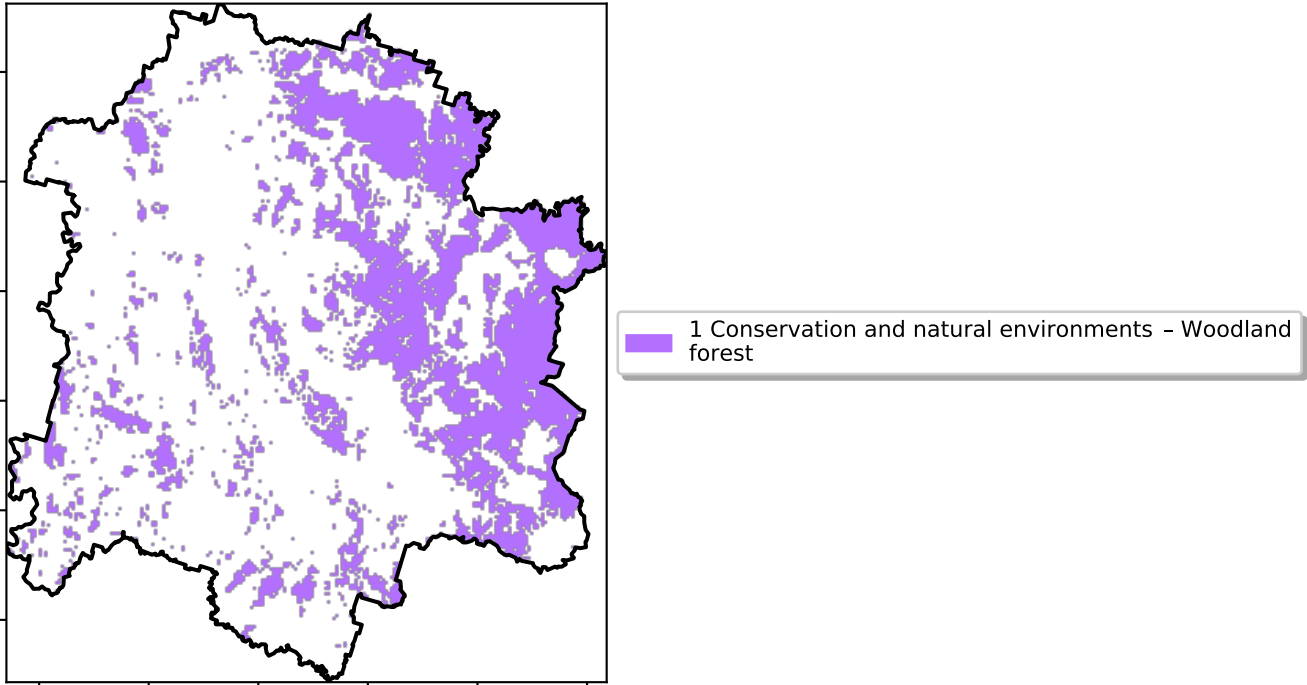 1 Conservation and natural environments – Woodland
forest